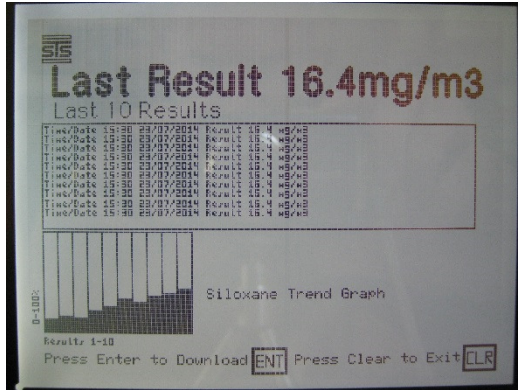 STS
Last Result 16.4mg/m3
Last 10 Results
Time/Date 15:30 23/07/2014 Result 16.4 mg/m3
Time/Date 15:30 23/07/2014 Result 16.4 mg/m3
Time/Date 15:30 23/07/2014 Result 16.4 mg/m3
Time/Date 15:30 23/07/2014 Result 16.4 mg/m3
Time/Date 15:30 23/07/2014 Result 16.4 mg/m3
Time/Date 15:30 23/07/2014 Result 16.4 mg/m3
Time/Date 15:30 23/07/2014 Result 16.4 mg/m3
Time/Date 15:30 23/07/2014 Result 16.4 mg/m3
Time/Date 15:30 23/07/2014 Result 16.4 mg/m3
Time/Date 15:30 23/07/2014 Result 16.4 mg/m3
0-100%
Siloxane Trend Graph
Results 1-10
Press Enter to Download ENT Press Clear to Exit CLR